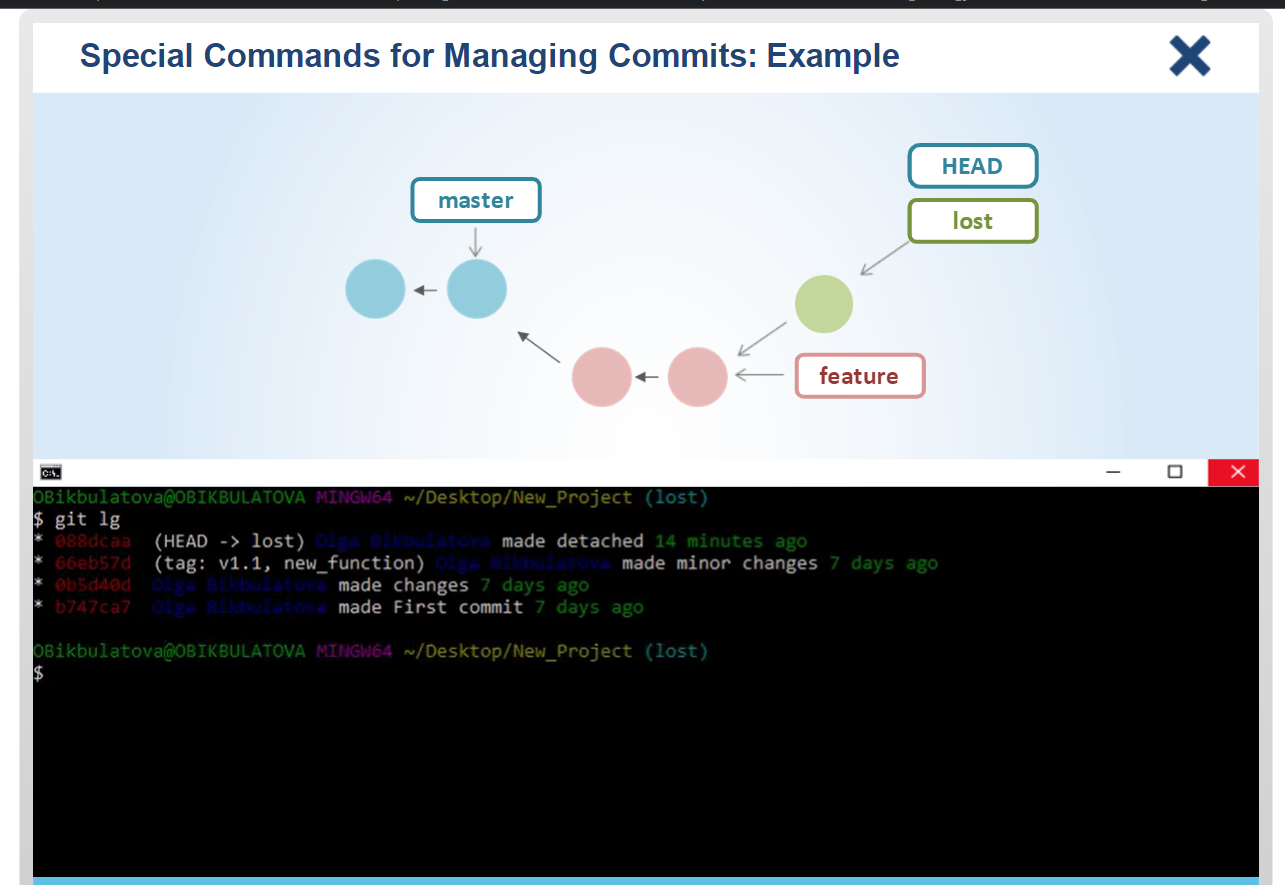 Special Commands for Managing Commits: Example
HEAD
master
lost
feature
C:\.
OBikbulatova@OBIKBULATOVA MINGW64 ~/Desktop/New_Project (lost)
$ git lg
* 088dcaa (HEAD -> lost) Olga Bikbulatova made detached 14 minutes ago
* 66eb57d (tag: v1.1, new_function) Olga Bikbulatova made minor changes 7 days ago
* 0b5d40d Olga Bikbulatova made changes 7 days ago
* b747ca7 Olga Bikbulatova made First commit 7 days ago
OBikbulatova@OBIKBULATOVA MINGW64 ~/Desktop/New_Project (lost)
$